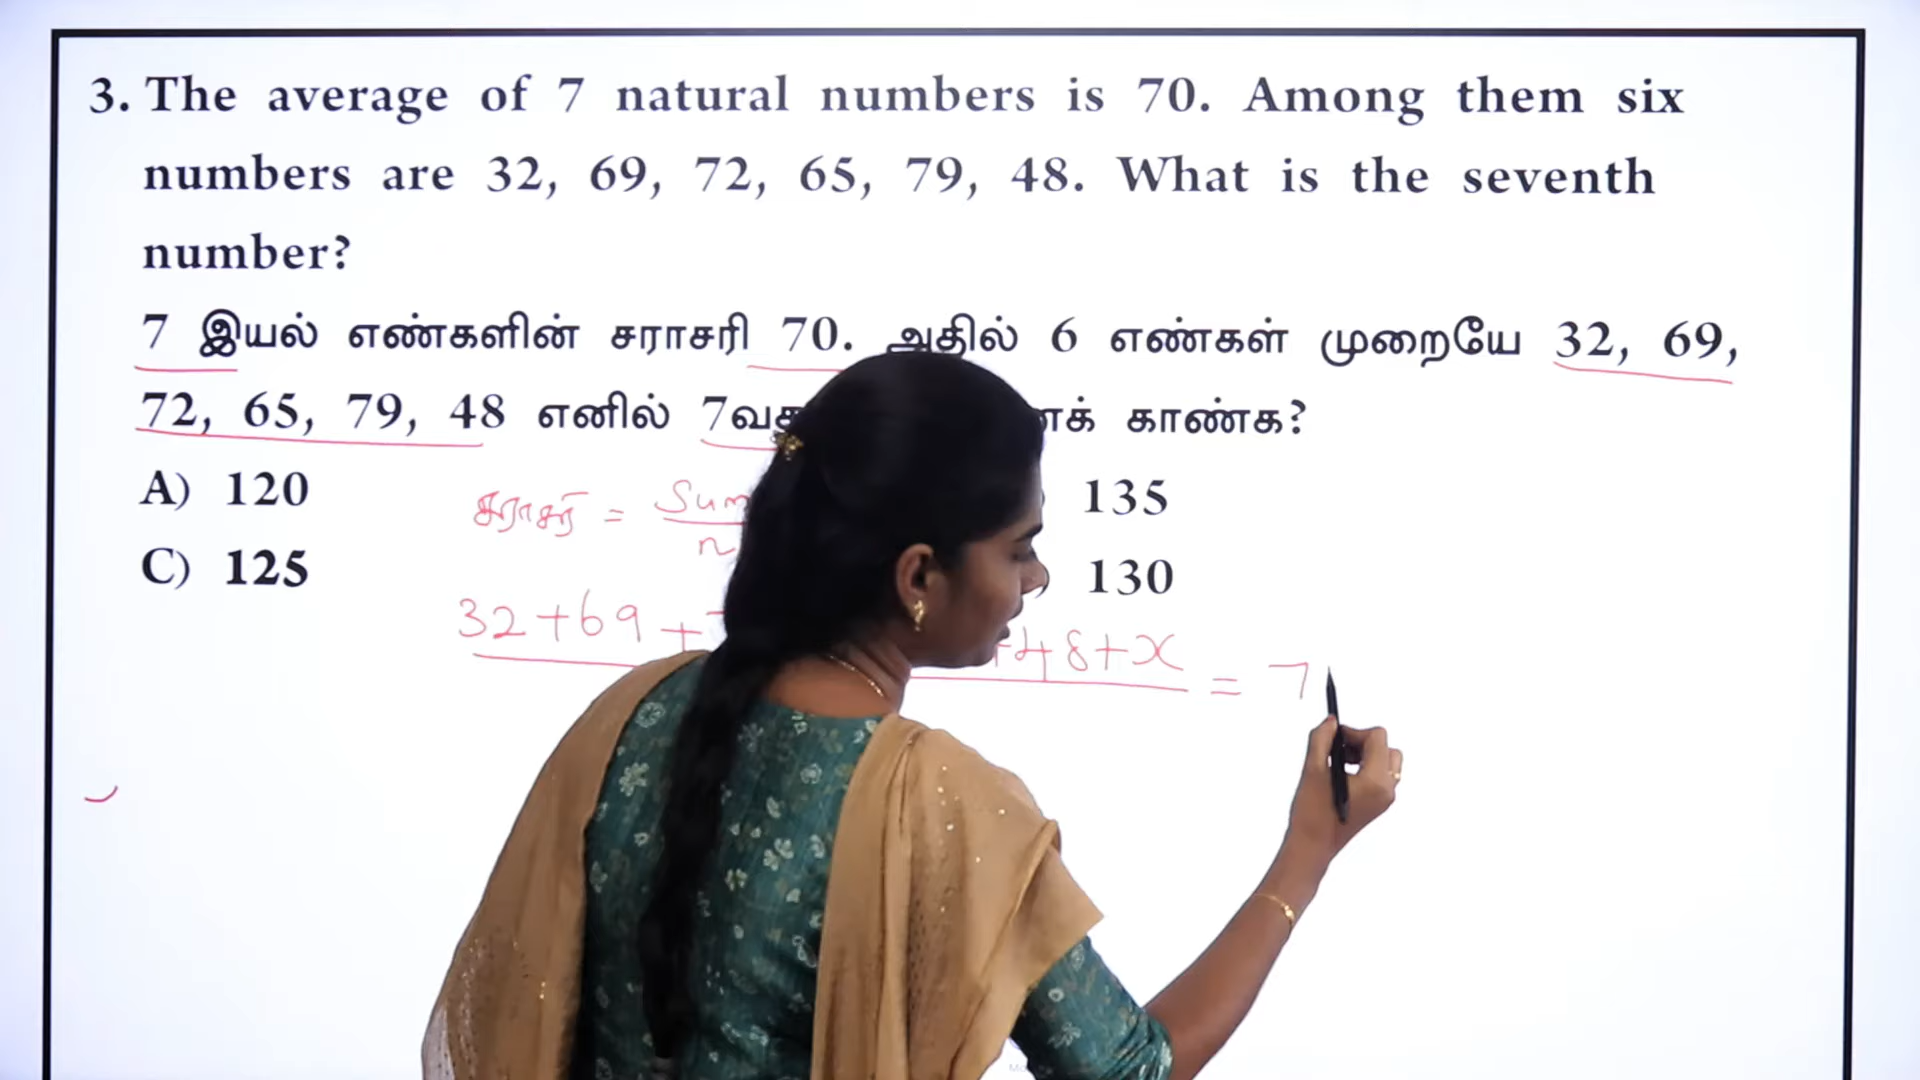 3. The average of 7 natural numbers is 70. Among them six
numbers are 32, 69, 72, 65, 79, 48. What is the seventh
number?
7 இயல் எண்களின் சராசரி 70. அதில் 6 எண்கள் முறையே 32, 69,
72, 65, 79, 48 எனில் காண்க?
A) 120 135
C) 125 130
சராசரி = Sum
n
32+69+ +48+x = 7